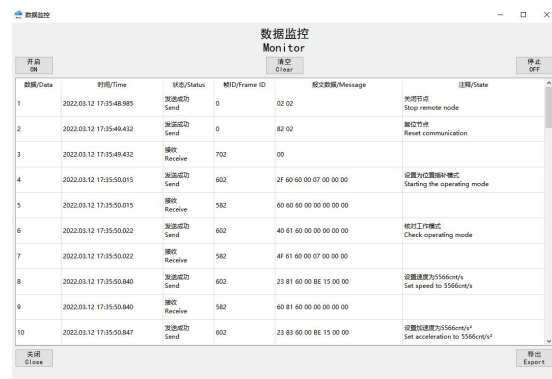 数据监控
数据监控
Monitor
开启
ON
清空
Clear
停止
OFF
数据/Data 时间/Time 状态/Status 帧ID/Frame ID 报文数据/Message 注释/State
1 2022.03.12 17:35:48.985 发送成功 Send 0 02 02 关闭节点 Stop remote node
2 2022.03.12 17:35:49.432 发送成功 Send 0 82 02 复位节点 Reset communication
3 2022.03.12 17:35:49.432 接收 Receive 702 00
4 2022.03.12 17:35:50.015 发送成功 Send 602 2F 60 60 00 07 00 00 00 设置为位置插补模式 Starting the operating mode
5 2022.03.12 17:35:50.015 接收 Receive 582 60 60 60 00 00 00 00 00
6 2022.03.12 17:35:50.022 发送成功 Send 602 40 61 60 00 00 00 00 00 核对工作模式 Check operating mode
7 2022.03.12 17:35:50.022 接收 Receive 582 4F 61 60 00 07 00 00 00
8 2022.03.12 17:35:50.840 发送成功 Send 602 23 81 60 00 BE 15 00 00 设置速度为5566cnt/s Set speed to 5566cnt/s
9 2022.03.12 17:35:50.840 接收 Receive 582 60 81 60 00 00 00 00 00
10 2022.03.12 17:35:50.847 发送成功 Send 602 23 83 60 00 BE 15 00 00 设置加速度为5566cnt/s² Set acceleration to 5566cnt/s²
关闭
Close
导出
Export